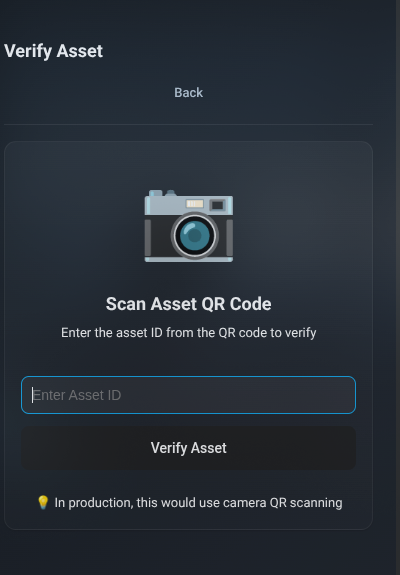 Verify Asset
Back
Scan Asset QR Code
Enter the asset ID from the QR code to verify
Enter Asset ID
Verify Asset
💡 In production, this would use camera QR scanning